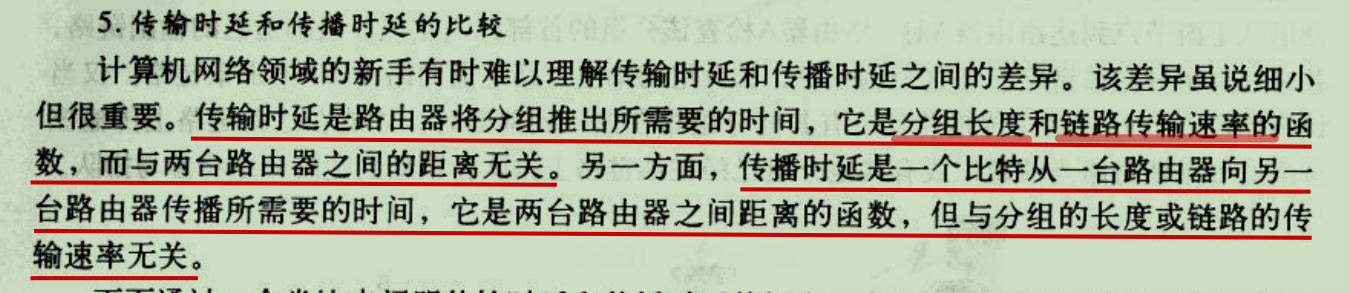 5. 传输时延和传播时延的比较
计算机网络领域的新手有时难以理解传输时延和传播时延之间的差异。该差异虽说细小
但很重要。传输时延是路由器将分组推出所需要的时间，它是分组长度和链路传输速率的函
数，而与两台路由器之间的距离无关。另一方面，传播时延是一个比特从一台路由器向另一
台路由器传播所需要的时间，它是两台路由器之间距离的函数，但与分组的长度或链路的传
输速率无关。